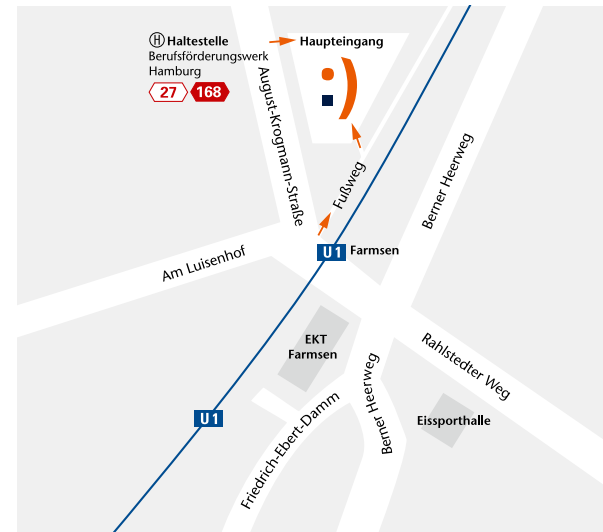 H Haltestelle
Berufsförderungswerk
Hamburg
27 168
Haupteingang
August-Krogmann-Straße
Fußweg
Berner Heerweg
U1 Farmsen
Am Luisenhof
EKT
Farmsen
Rahlstedter Weg
Berner Heerweg
Eissporthalle
U1
Friedrich-Ebert-Damm